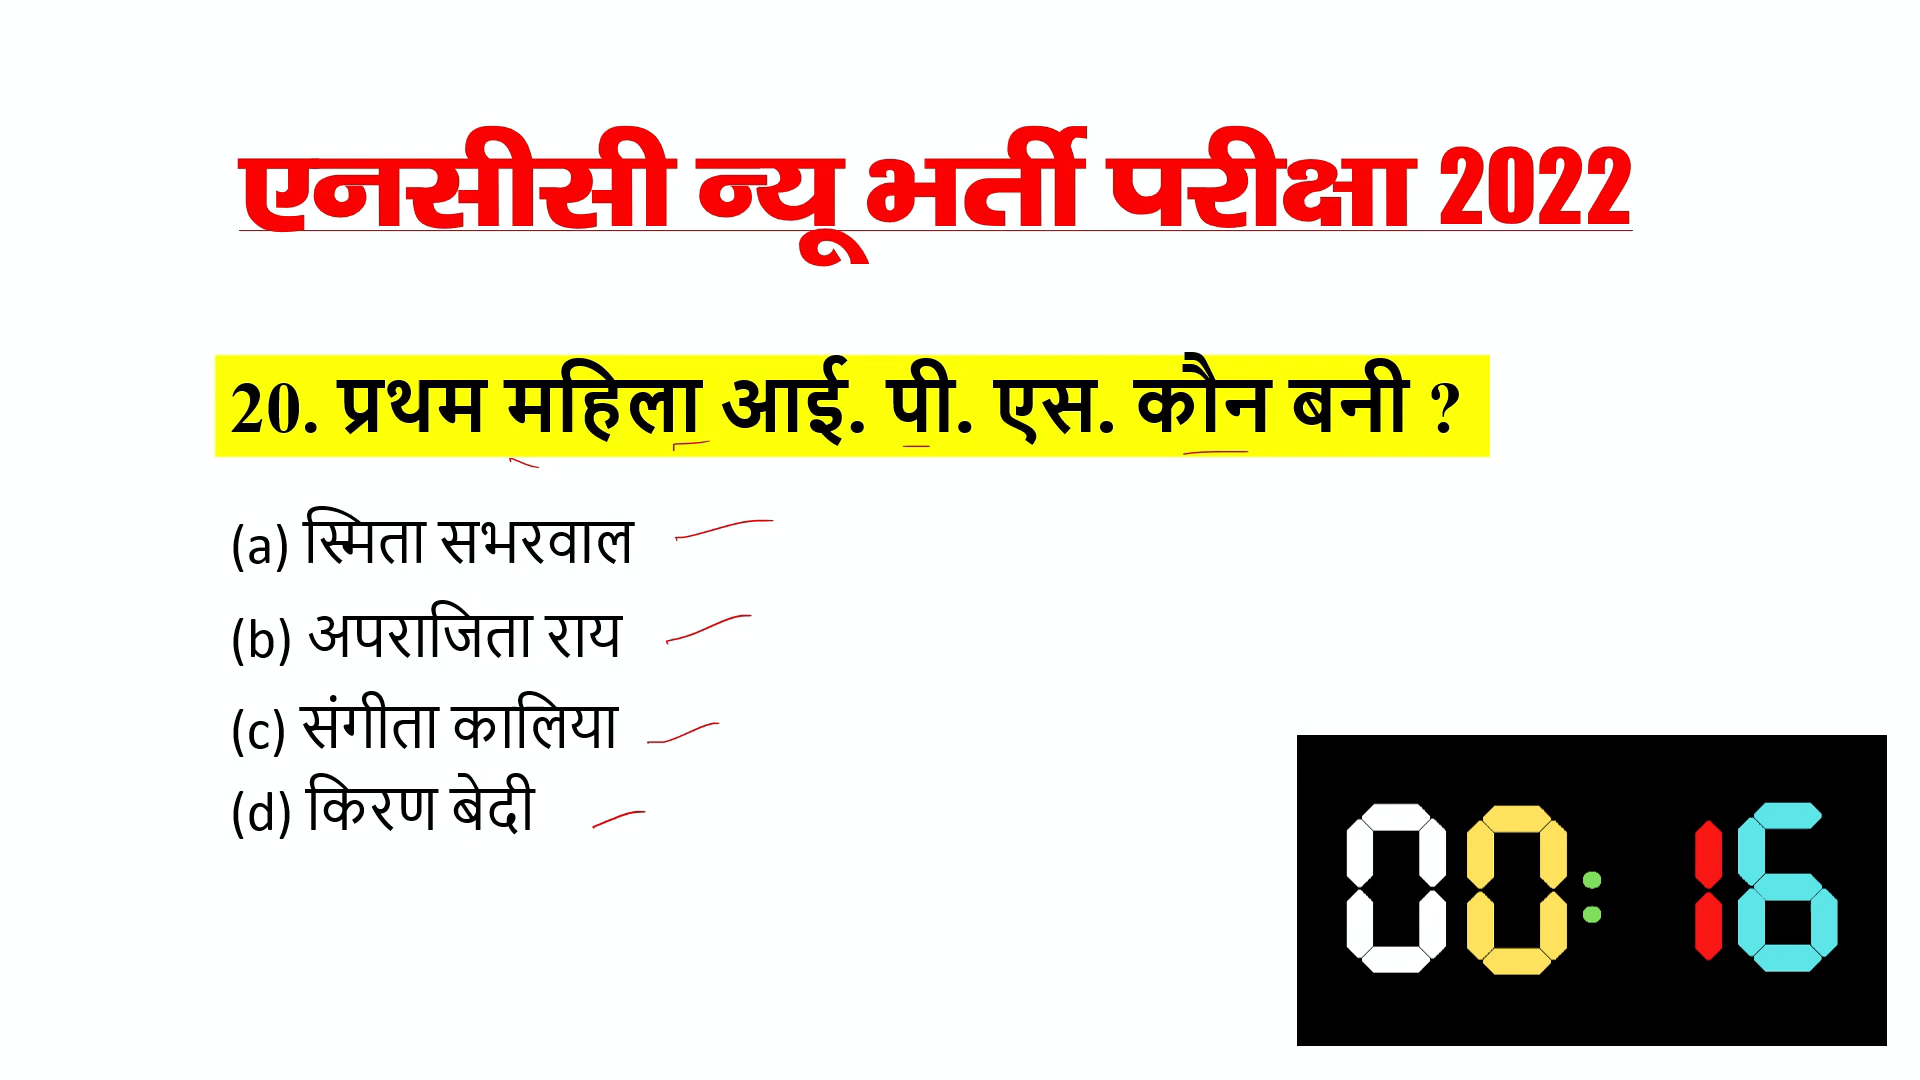 एनसीसी न्यू भर्ती परीक्षा 2022
20. प्रथम महिला आई. पी. एस. कौन बनी ?
(a) स्मिता सभरवाल
(b) अपराजिता राय
(c) संगीता कालिया
(d) किरण बेदी
00:16